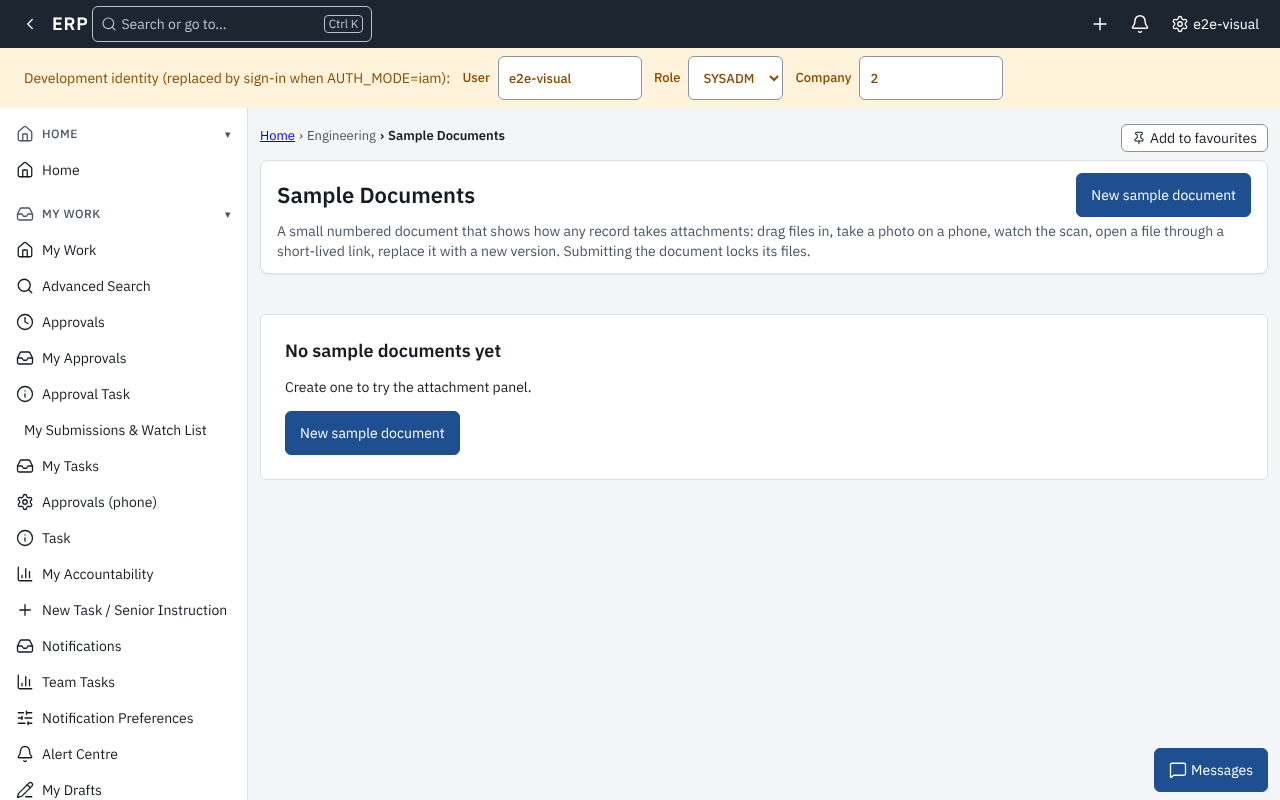 ERP
Search or go to...
Ctrl K
e2e-visual
Development identity (replaced by sign-in when AUTH_MODE=iam): User e2e-visual Role SYSADM Company 2
HOME
Home
MY WORK
My Work
Advanced Search
Approvals
My Approvals
Approval Task
My Submissions & Watch List
My Tasks
Approvals (phone)
Task
My Accountability
New Task / Senior Instruction
Notifications
Team Tasks
Notification Preferences
Alert Centre
My Drafts
Home › Engineering › Sample Documents
Add to favourites
Sample Documents
New sample document
A small numbered document that shows how any record takes attachments: drag files in, take a photo on a phone, watch the scan, open a file through a
short-lived link, replace it with a new version. Submitting the document locks its files.
No sample documents yet
Create one to try the attachment panel.
New sample document
Messages